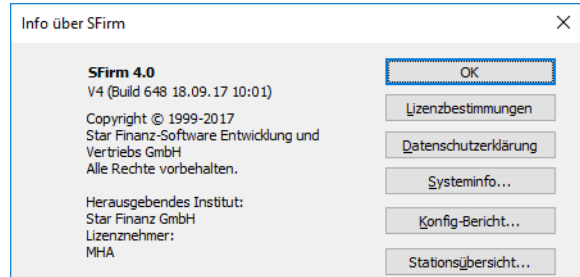 Info über SFirm
SFirm 4.0
V4 (Build 648 18.09.17 10:01)
Copyright © 1999-2017
Star Finanz-Software Entwicklung und
Vertriebs GmbH
Alle Rechte vorbehalten.
Herausgebendes Institut:
Star Finanz GmbH
Lizenznehmer:
MHA
OK
Lizenzbestimmungen
Datenschutzerklärung
Systeminfo...
Konfig-Bericht...
Stationsübersicht...